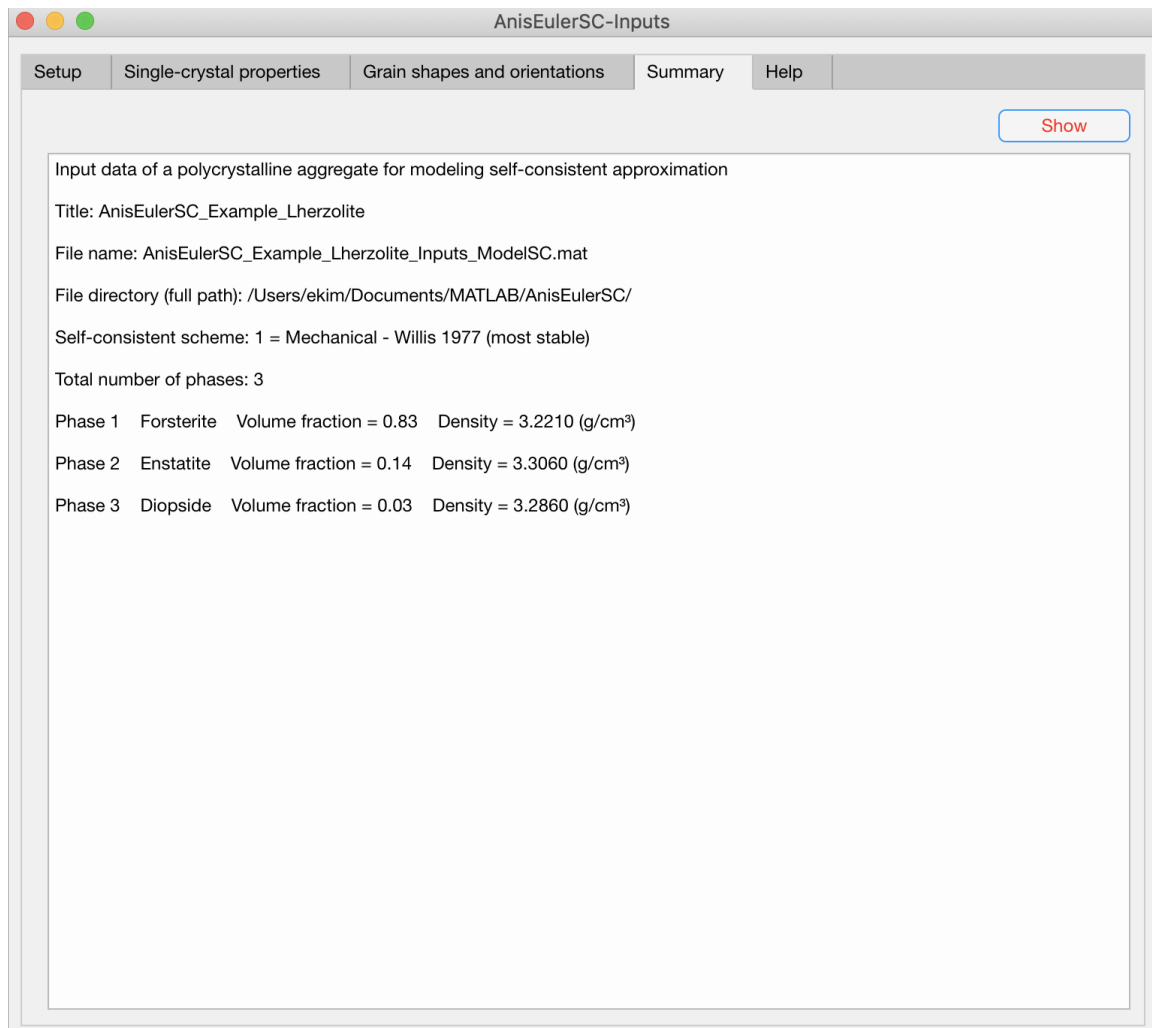 AnisEulerSC-Inputs
Setup Single-crystal properties Grain shapes and orientations Summary Help
Show
Input data of a polycrystalline aggregate for modeling self-consistent approximation
Title: AnisEulerSC_Example_Lherzolite
File name: AnisEulerSC_Example_Lherzolite_Inputs_ModelSC.mat
File directory (full path): /Users/ekim/Documents/MATLAB/AnisEulerSC/
Self-consistent scheme: 1 = Mechanical - Willis 1977 (most stable)
Total number of phases: 3
Phase 1 Forsterite Volume fraction = 0.83 Density = 3.2210 (g/cm³)
Phase 2 Enstatite Volume fraction = 0.14 Density = 3.3060 (g/cm³)
Phase 3 Diopside Volume fraction = 0.03 Density = 3.2860 (g/cm³)